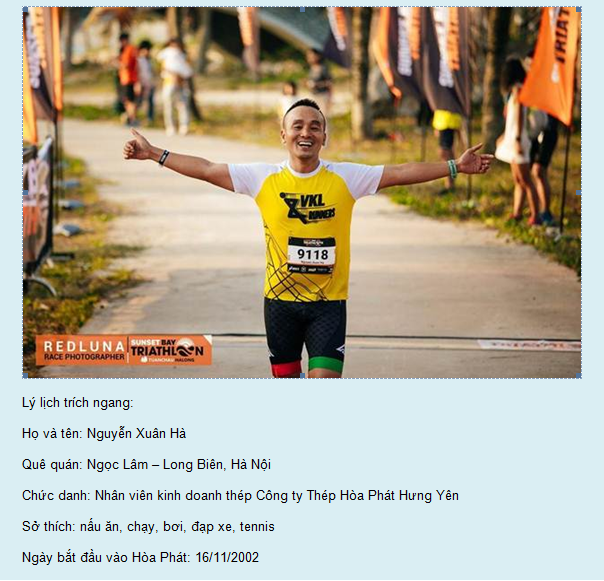 TRIATH
VKL
RUNNERS
9118
REDLUNA
RACE PHOTOGRAPHER
SUNSET BAY
TRIATHLON
TUANCHAU HALONG
Lý lịch trích ngang:
Họ và tên: Nguyễn Xuân Hà
Quê quán: Ngọc Lâm – Long Biên, Hà Nội
Chức danh: Nhân viên kinh doanh thép Công ty Thép Hòa Phát Hưng Yên
Sở thích: nấu ăn, chạy, bơi, đạp xe, tennis
Ngày bắt đầu vào Hòa Phát: 16/11/2002